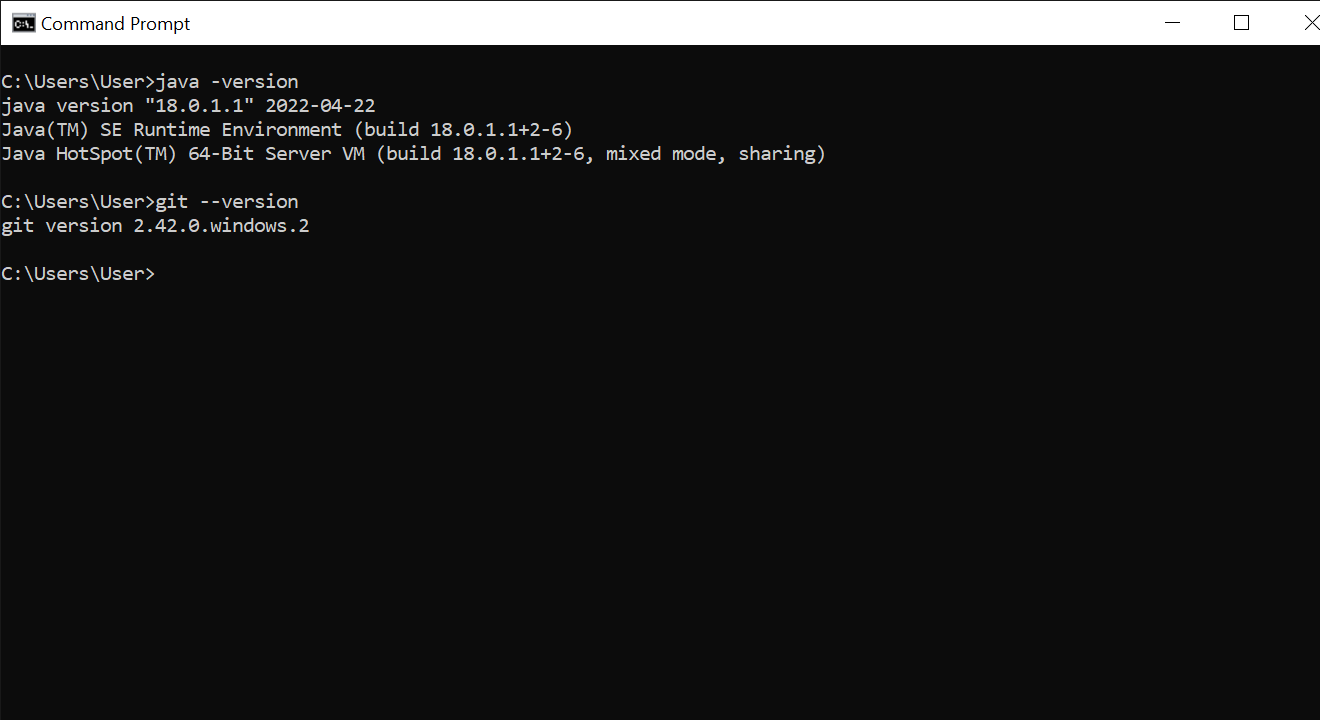 Command Prompt
C:\Users\User>java -version
java version "18.0.1.1" 2022-04-22
Java(TM) SE Runtime Environment (build 18.0.1.1+2-6)
Java HotSpot(TM) 64-Bit Server VM (build 18.0.1.1+2-6, mixed mode, sharing)
C:\Users\User>git --version
git version 2.42.0.windows.2
C:\Users\User>